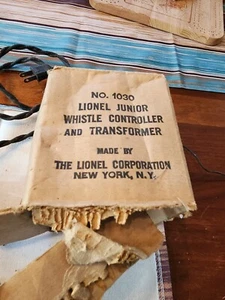 NO. 1030
LIONEL JUNIOR
WHISTLE CONTROLLER
AND TRANSFORMER
MADE BY
THE LIONEL CORPORATION
NEW YORK, N.Y.